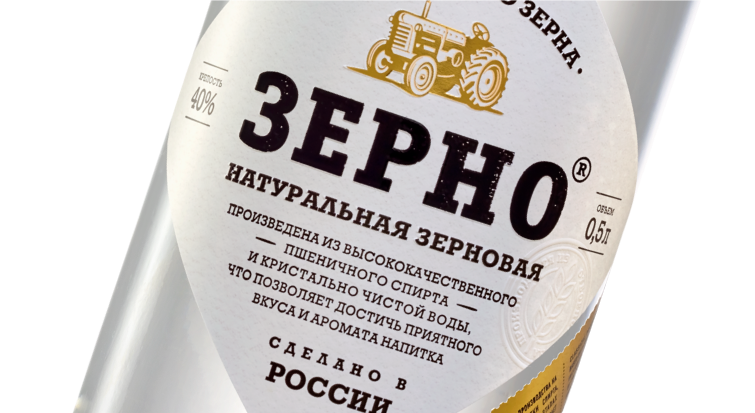 ЗЕРНА.
КРЕПОСТЬ
40%
ЗЕРНО®
НАТУРАЛЬНАЯ ЗЕРНОВАЯ
ОБЪЕМ
0,5л
ПРОИЗВЕДЕНА ИЗ ВЫСОКОКАЧЕСТВЕННОГО
— ПШЕНИЧНОГО СПИРТА —
И КРИСТАЛЬНО ЧИСТОЙ ВОДЫ,
ЧТО ПОЗВОЛЯЕТ ДОСТИЧЬ ПРИЯТНОГО
ВКУСА И АРОМАТА НАПИТКА
СДЕЛАНО В
РОССИИ